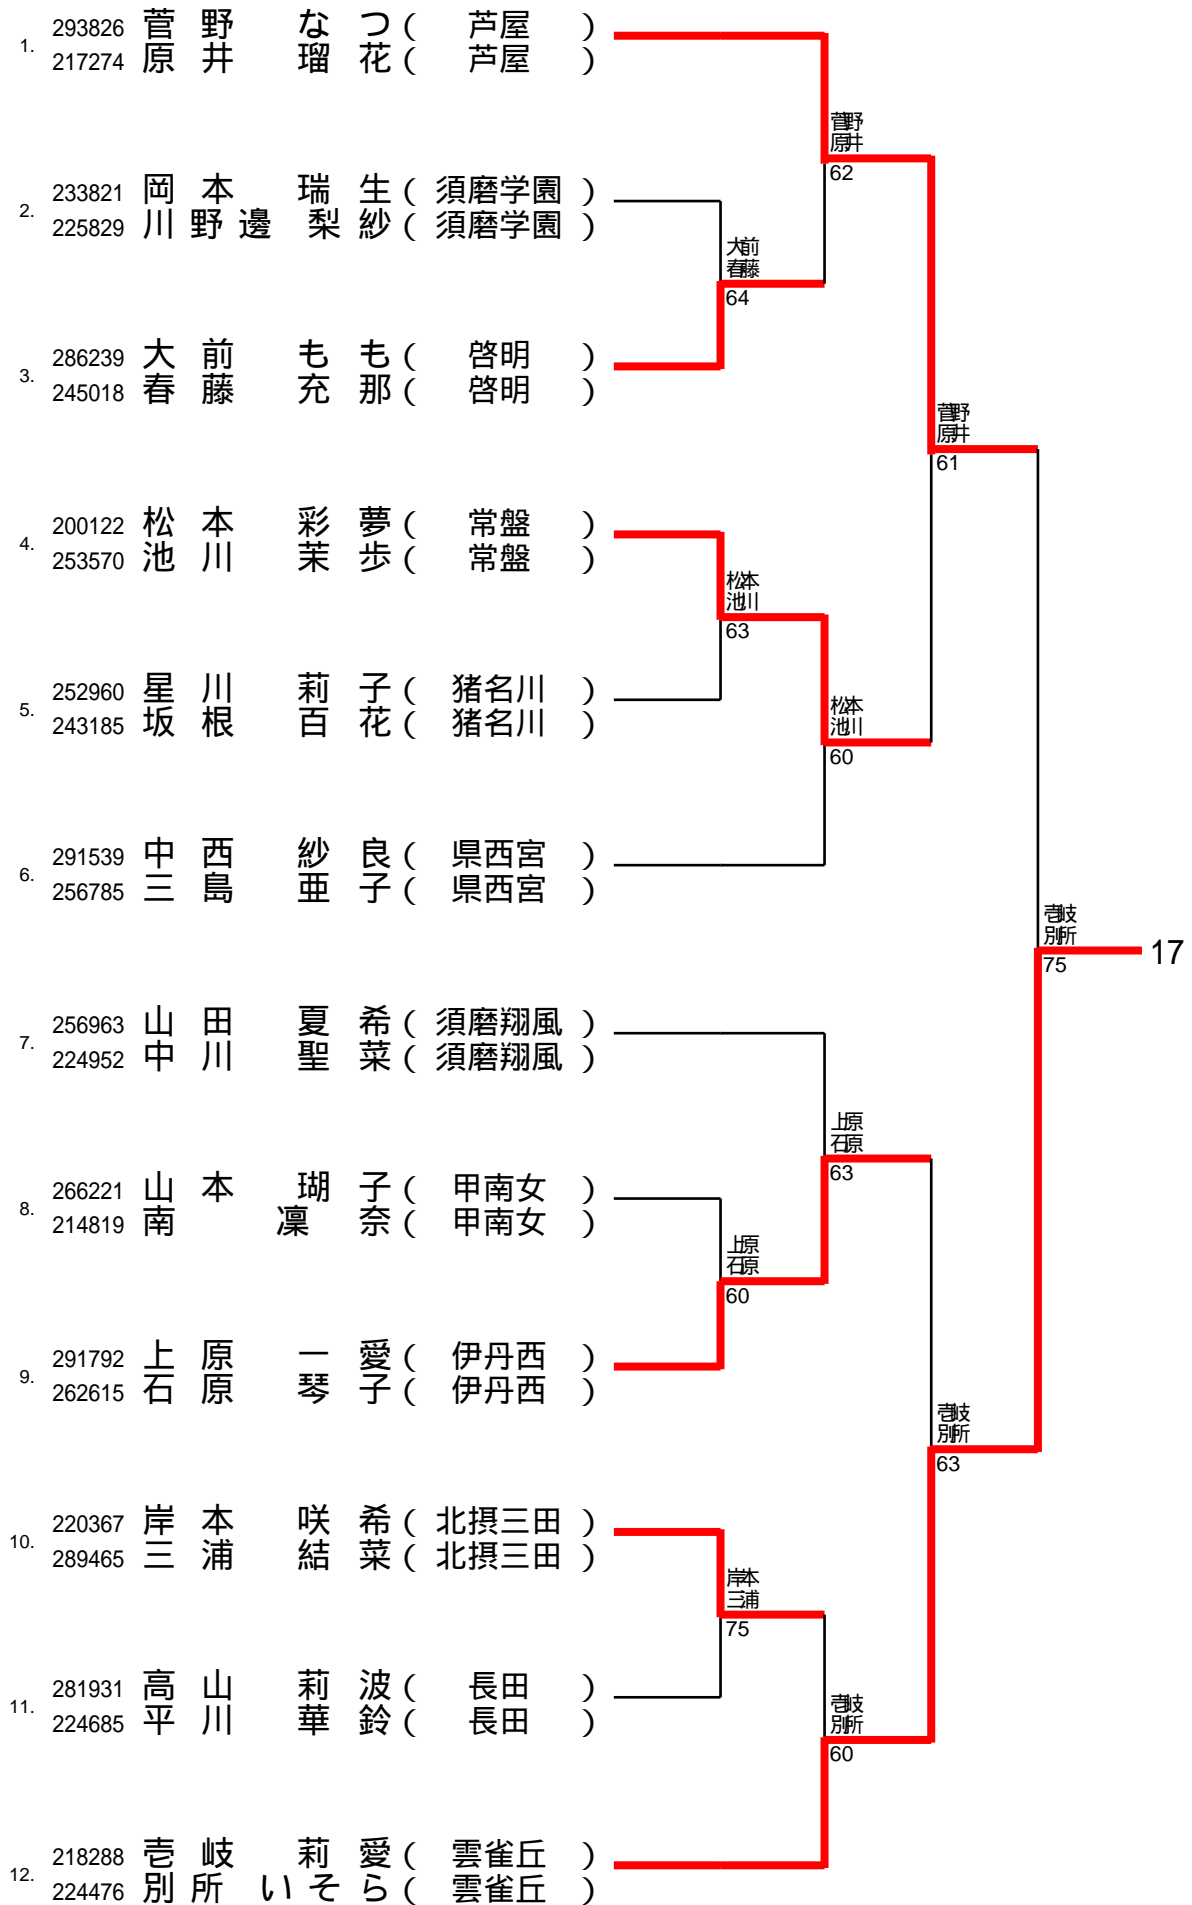 1. 293826 菅野 なつ ( 芦屋 )
217274 原井 瑠花 ( 芦屋 )
菅野
原井
62
2. 233821 岡本 瑞生 ( 須磨学園 )
225829 川野邊 梨紗 ( 須磨学園 )
大前
春藤
64
3. 286239 大前 もも ( 啓明 )
245018 春藤 充那 ( 啓明 )
菅野
原井
61
4. 200122 松本 彩夢 ( 常盤 )
253570 池川 茉歩 ( 常盤 )
松本
池川
63
5. 252960 星川 莉子 ( 猪名川 )
243185 坂根 百花 ( 猪名川 )
松本
池川
60
6. 291539 中西 紗良 ( 県西宮 )
256785 三島 亜子 ( 県西宮 )
壱岐
別所
75
17
7. 256963 山田 夏希 ( 須磨翔風 )
224952 中川 聖菜 ( 須磨翔風 )
上原
石原
63
8. 266221 山本 瑚子 ( 甲南女 )
214819 南 凜奈 ( 甲南女 )
上原
石原
60
9. 291792 上原 一愛 ( 伊丹西 )
262615 石原 琴子 ( 伊丹西 )
壱岐
別所
63
10. 220367 岸本 咲希 ( 北摂三田 )
289465 三浦 結菜 ( 北摂三田 )
岸本
三浦
75
11. 281931 高山 莉波 ( 長田 )
224685 平川 華鈴 ( 長田 )
壱岐
別所
60
12. 218288 壱岐 莉愛 ( 雲雀丘 )
224476 別所 いそら ( 雲雀丘 )